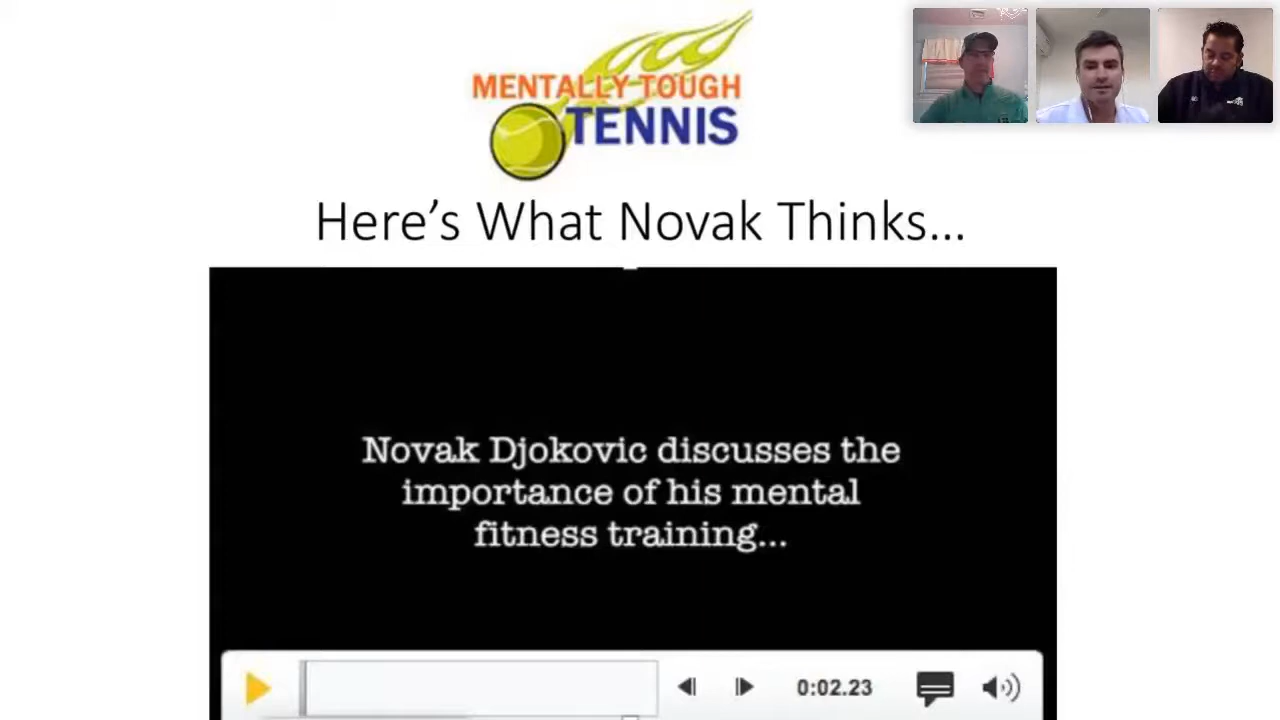 MENTALLY TOUGH
TENNIS
Here’s What Novak Thinks...
Novak Djokovic discusses the
importance of his mental
fitness training...
0:02.23